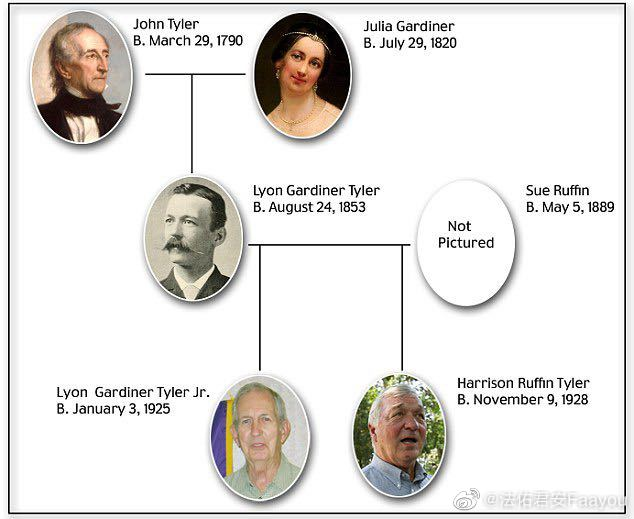 John Tyler
B. March 29, 1790
Julia Gardiner
B. July 29, 1820
Lyon Gardiner Tyler
B. August 24, 1853
Sue Ruffin
B. May 5, 1889
Not
Pictured
Lyon Gardiner Tyler Jr.
B. January 3, 1925
Harrison Ruffin Tyler
B. November 9, 1928
@法佑君安Faayou